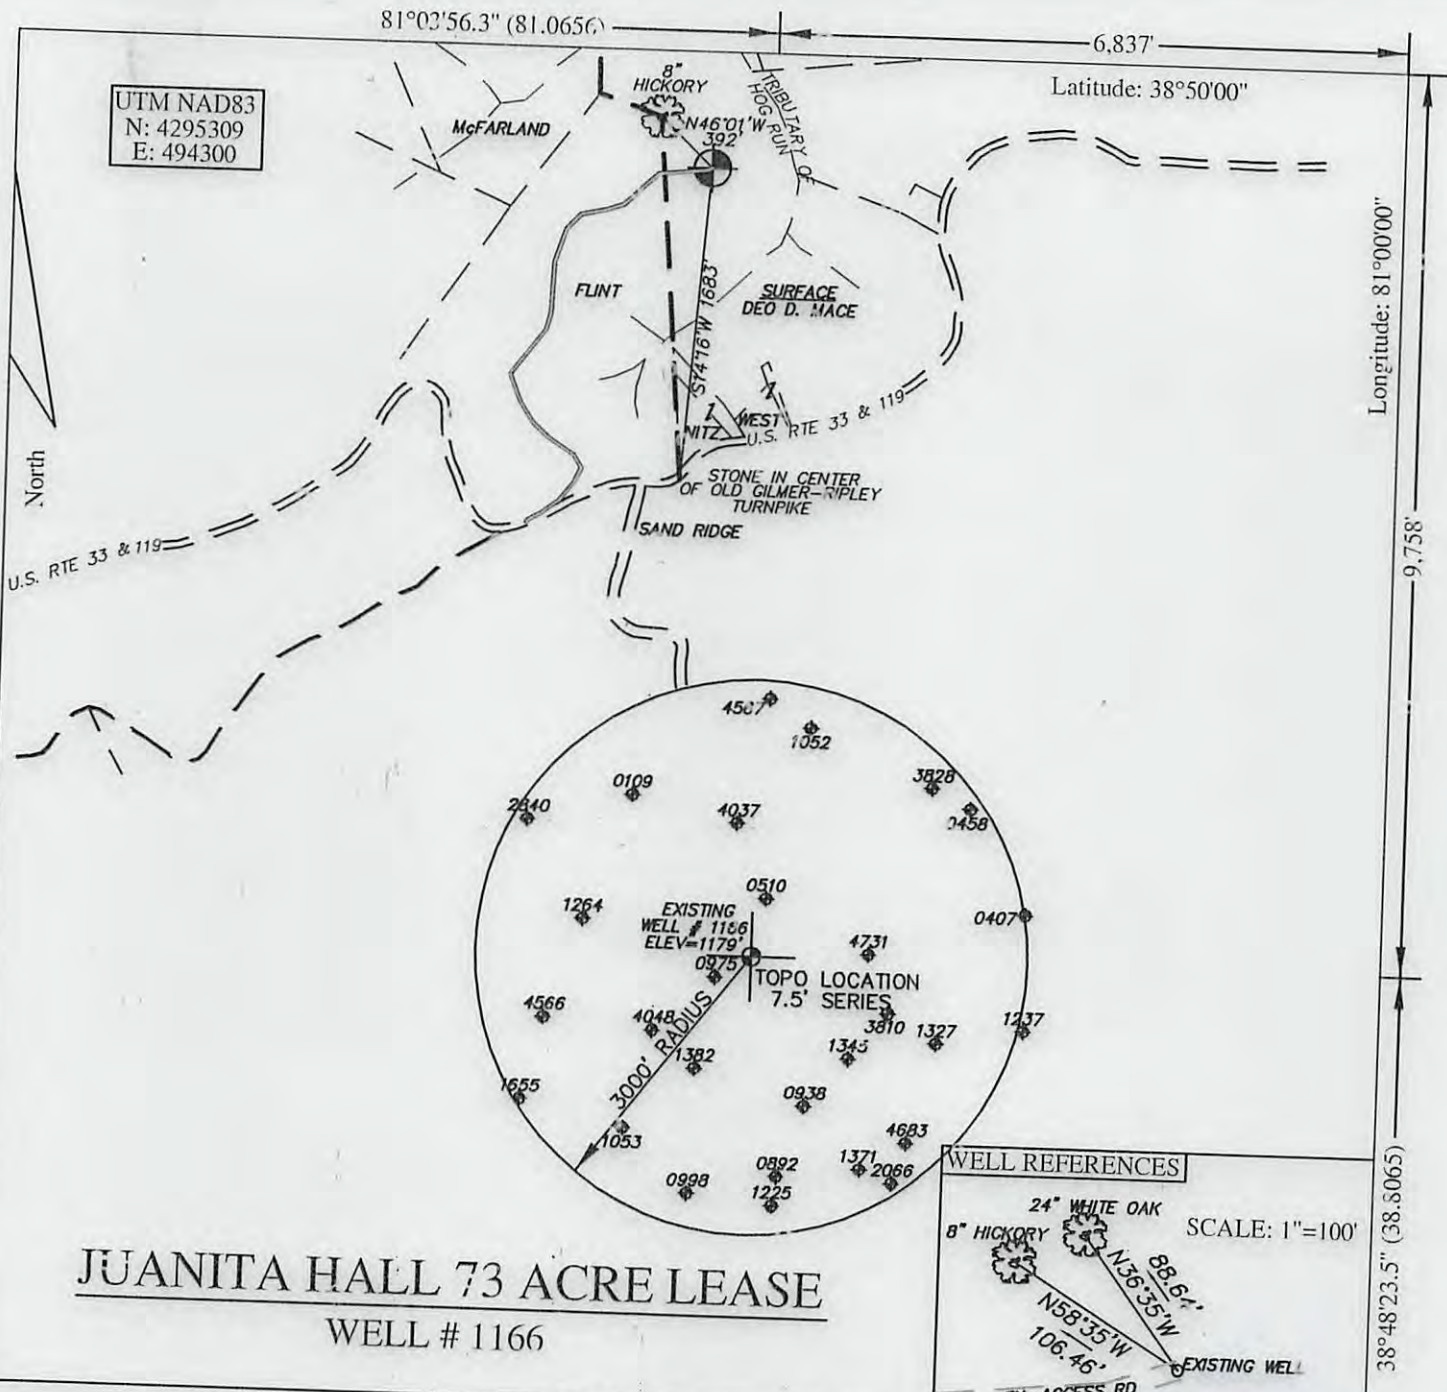 81°03'56.3" (81.0656)
6,837'
Latitude: 38°50'00"
UTM NAD83
N: 4295309
E: 494300
8"
HICKORY
McFARLAND
N46°01'W
392'
TRIBUTARY OF
HOG RUN
Longitude: 81°00'00"
FLINT
SURFACE
DEO D. MACE
S14°16'W 1683'
North
WEST
U.S. RTE 33 & 119
STONE IN CENTER
OF OLD GILMER-RIPLEY
TURNPIKE
SAND RIDGE
U.S. RTE 33 & 119
9,758'
4567
1052
3828
0458
0109
2840
4037
0510
1264
0407
EXISTING
WELL # 1166
ELEV=1179'
4731
0975
TOPO LOCATION
7.5' SERIES
4566
4048
3810
1327
1237
1345
1382
3000' RADIUS
1655
0938
1053
4683
1371
2066
0892
0998
1225
WELL REFERENCES
24" WHITE OAK
SCALE: 1"=100'
8" HICKORY
N36°35'W
88.64'
N58°35'W
106.46'
EXISTING WELL
ACCESS RD
38°48'23.5" (38.8065)
JUANITA HALL 73 ACRE LEASE
WELL # 1166